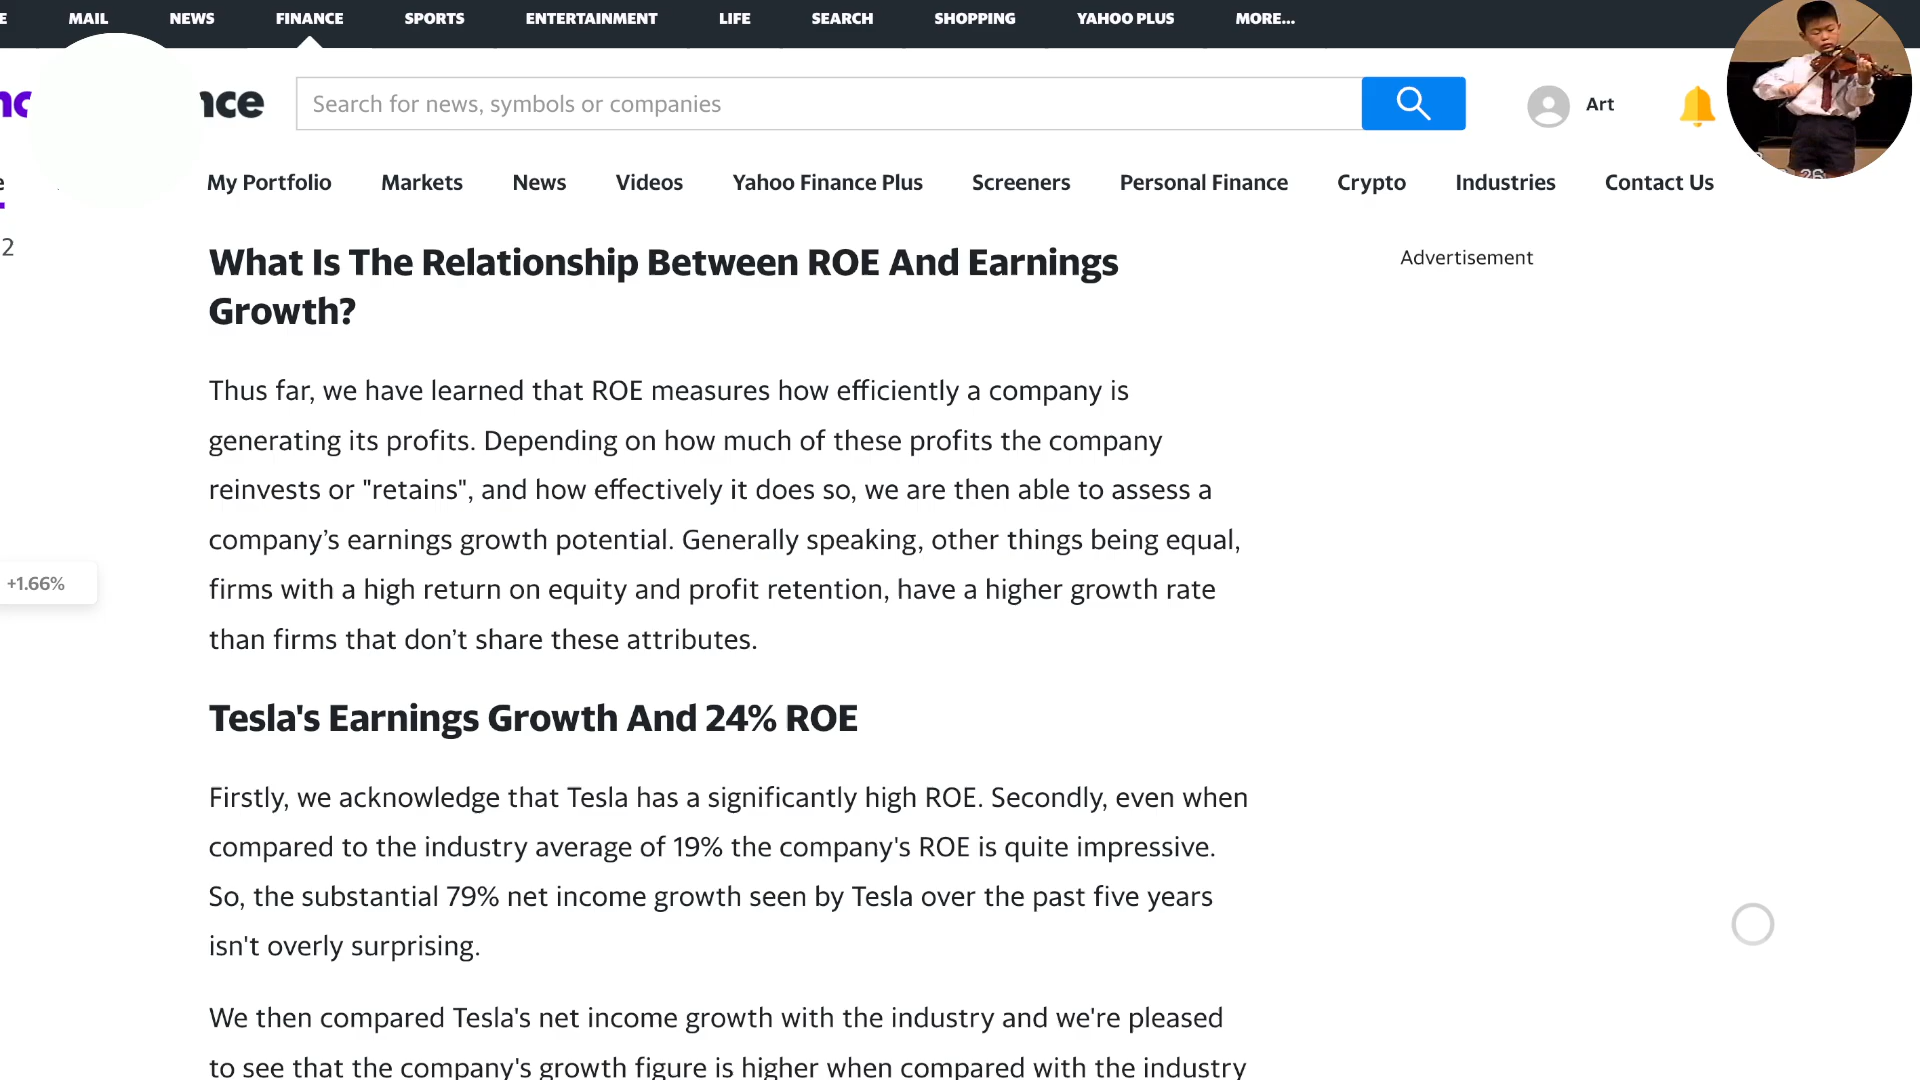 E MAIL NEWS FINANCE SPORTS ENTERTAINMENT LIFE SEARCH SHOPPING YAHOO PLUS MORE...
nce
Search for news, symbols or companies
Art
My Portfolio Markets News Videos Yahoo Finance Plus Screeners Personal Finance Crypto Industries Contact Us
2
What Is The Relationship Between ROE And Earnings
Growth?
Advertisement
Thus far, we have learned that ROE measures how efficiently a company is
generating its profits. Depending on how much of these profits the company
reinvests or "retains", and how effectively it does so, we are then able to assess a
company’s earnings growth potential. Generally speaking, other things being equal,
firms with a high return on equity and profit retention, have a higher growth rate
than firms that don’t share these attributes.
+1.66%
Tesla's Earnings Growth And 24% ROE
Firstly, we acknowledge that Tesla has a significantly high ROE. Secondly, even when
compared to the industry average of 19% the company's ROE is quite impressive.
So, the substantial 79% net income growth seen by Tesla over the past five years
isn't overly surprising.
We then compared Tesla's net income growth with the industry and we're pleased
to see that the company's growth figure is higher when compared with the industry